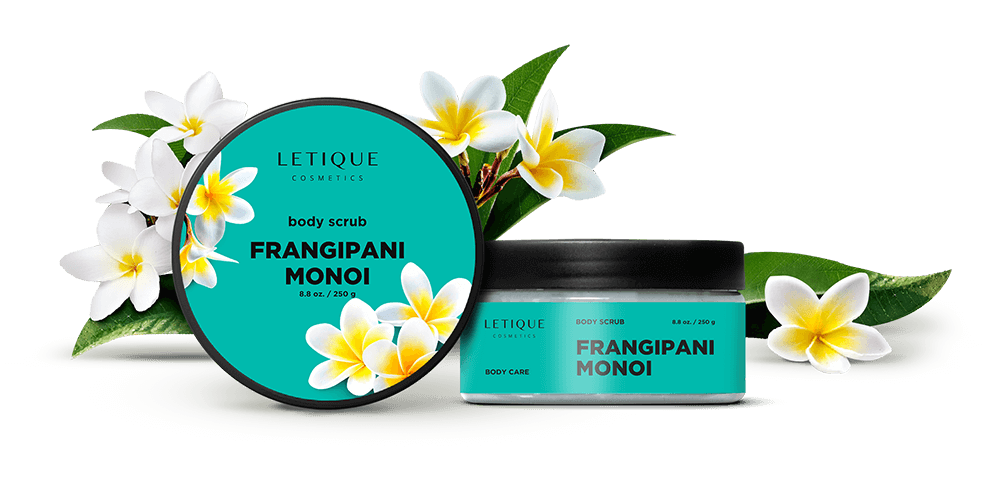 LETIQUE
COSMETICS
body scrub
FRANGIPANI
MONOI
8.8 oz. / 250 g
LETIQUE
COSMETICS
BODY CARE
BODY SCRUB
8.8 oz. / 250 g
FRANGIPANI
MONOI